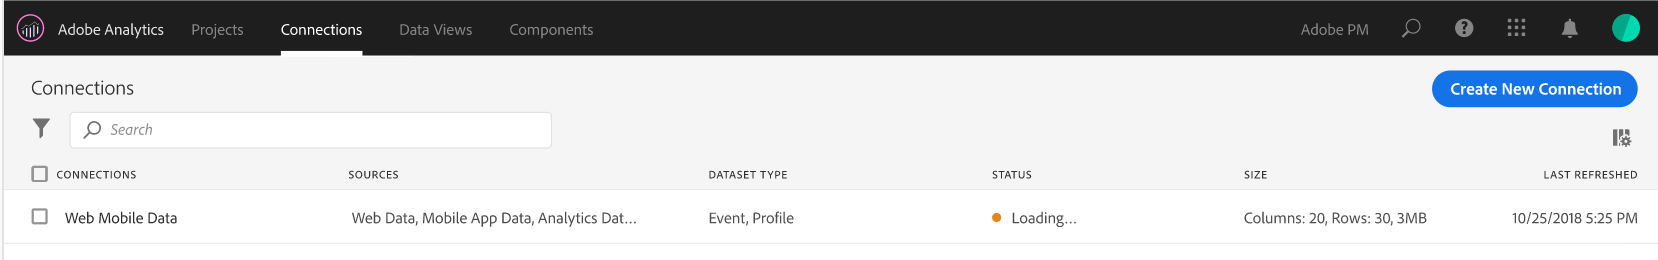 Adobe Analytics Projects Connections Data Views Components Adobe PM
Connections
Create New Connection
Search
CONNECTIONS SOURCES DATASET TYPE STATUS SIZE LAST REFRESHED
Web Mobile Data Web Data, Mobile App Data, Analytics Dat... Event, Profile Loading... Columns: 20, Rows: 30, 3MB 10/25/2018 5:25 PM